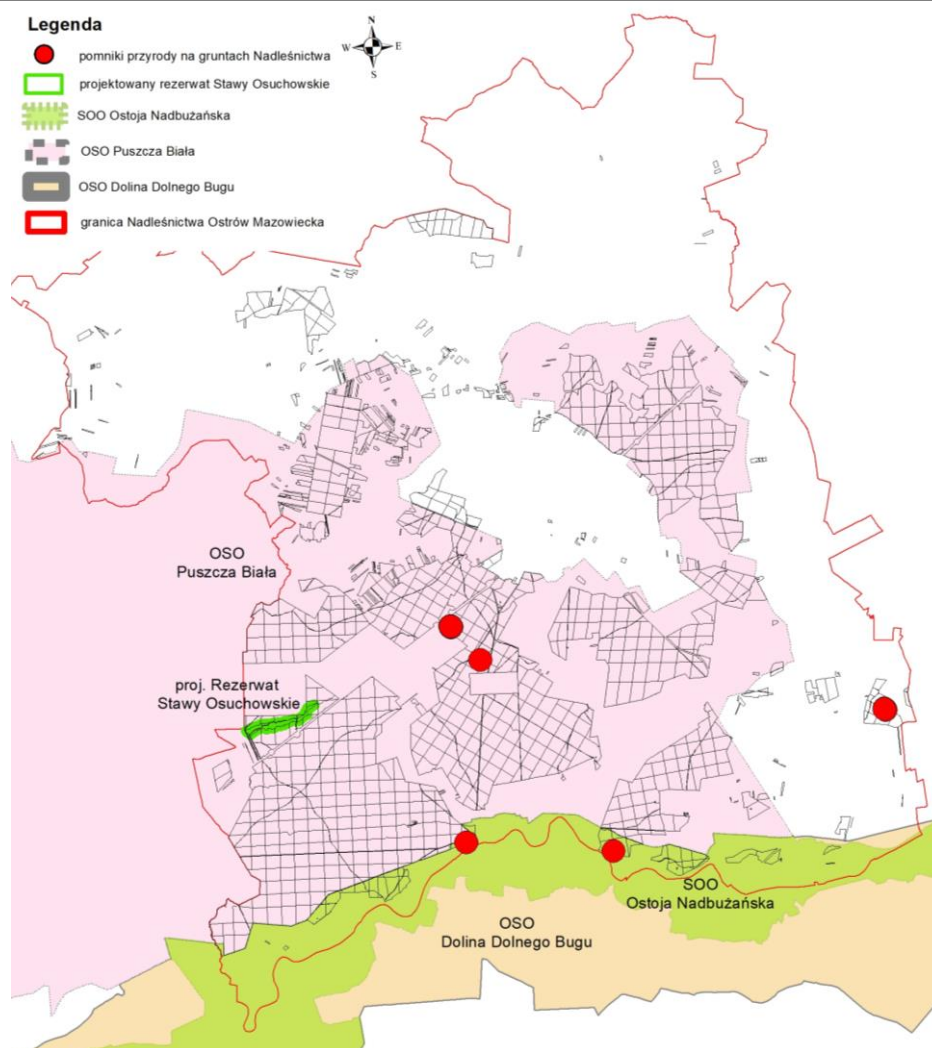 Legenda
pomniki przyrody na gruntach Nadleśnictwa
projektowany rezerwat Stawy Osuchowskie
SOO Ostoja Nadbużańska
OSO Puszcza Biała
OSO Dolina Dolnego Bugu
granica Nadleśnictwa Ostrów Mazowiecka
N
W E
S
OSO
Puszcza Biała
proj. Rezerwat
Stawy Osuchowskie
SOO
Ostoja Nadbużańska
OSO
Dolina Dolnego Bugu